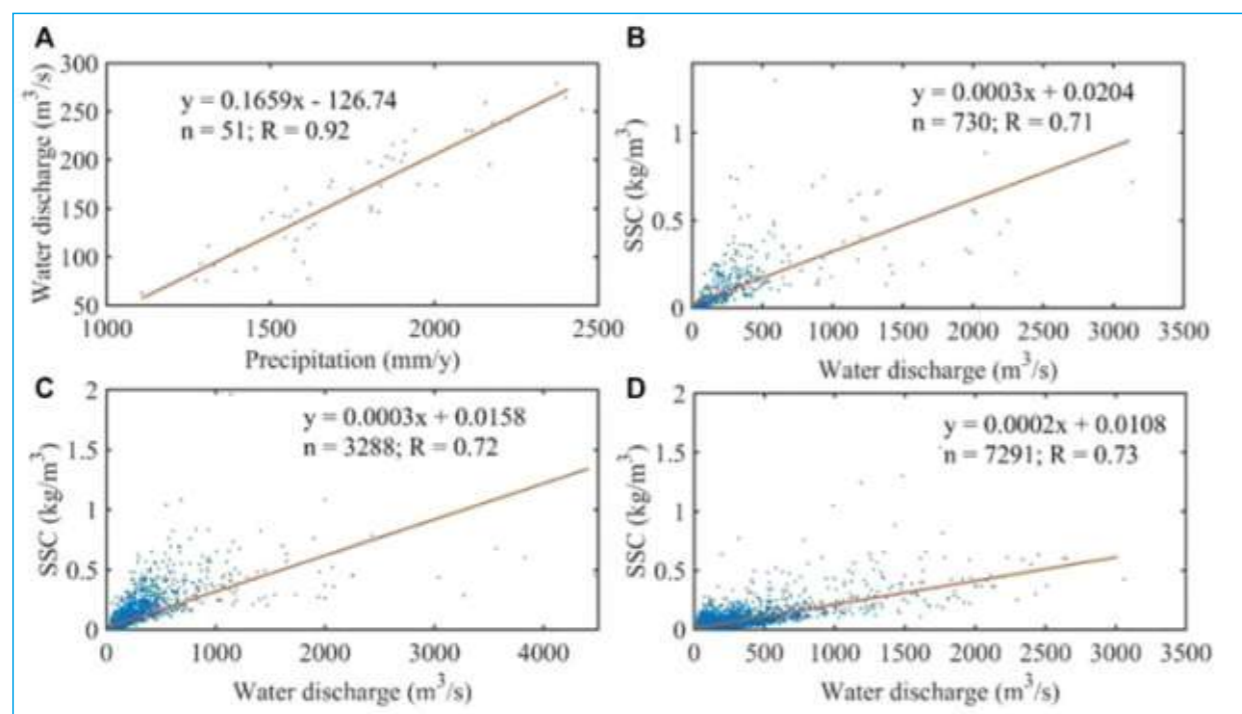 A
300
250
200
150
100
50
Water discharge (m³/s)
y = 0.1659x - 126.74
n = 51; R = 0.92
1000
1500
2000
2500
Precipitation (mm/y)
B
1
0.5
0
SSC (kg/m³)
y = 0.0003x + 0.0204
n = 730; R = 0.71
0
500
1000
1500
2000
2500
3000
3500
Water discharge (m³/s)
C
2
1.5
1
0.5
0
SSC (kg/m³)
y = 0.0003x + 0.0158
n = 3288; R = 0.72
0
1000
2000
3000
4000
Water discharge (m³/s)
D
2
1.5
1
0.5
0
SSC (kg/m³)
y = 0.0002x + 0.0108
n = 7291; R = 0.73
0
500
1000
1500
2000
2500
3000
3500
Water discharge (m³/s)